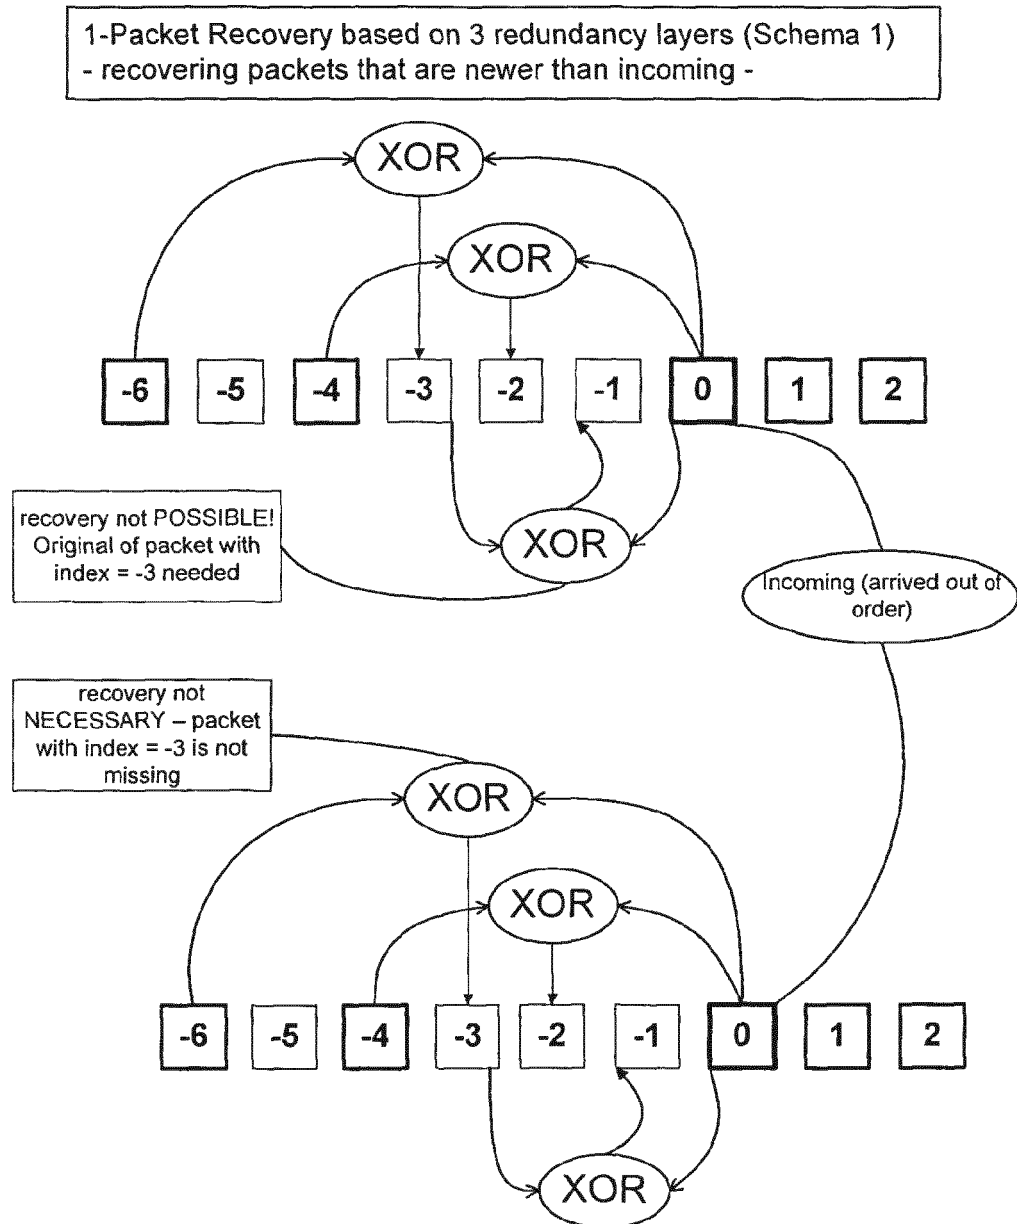 1-Packet Recovery based on 3 redundancy layers (Schema 1)
- recovering packets that are newer than incoming -
XOR
XOR
-6 -5 -4 -3 -2 -1 0 1 2
recovery not POSSIBLE!
Original of packet with
index = -3 needed
XOR
Incoming (arrived out of
order)
recovery not
NECESSARY – packet
with index = -3 is not
missing
XOR
XOR
-6 -5 -4 -3 -2 -1 0 1 2
XOR